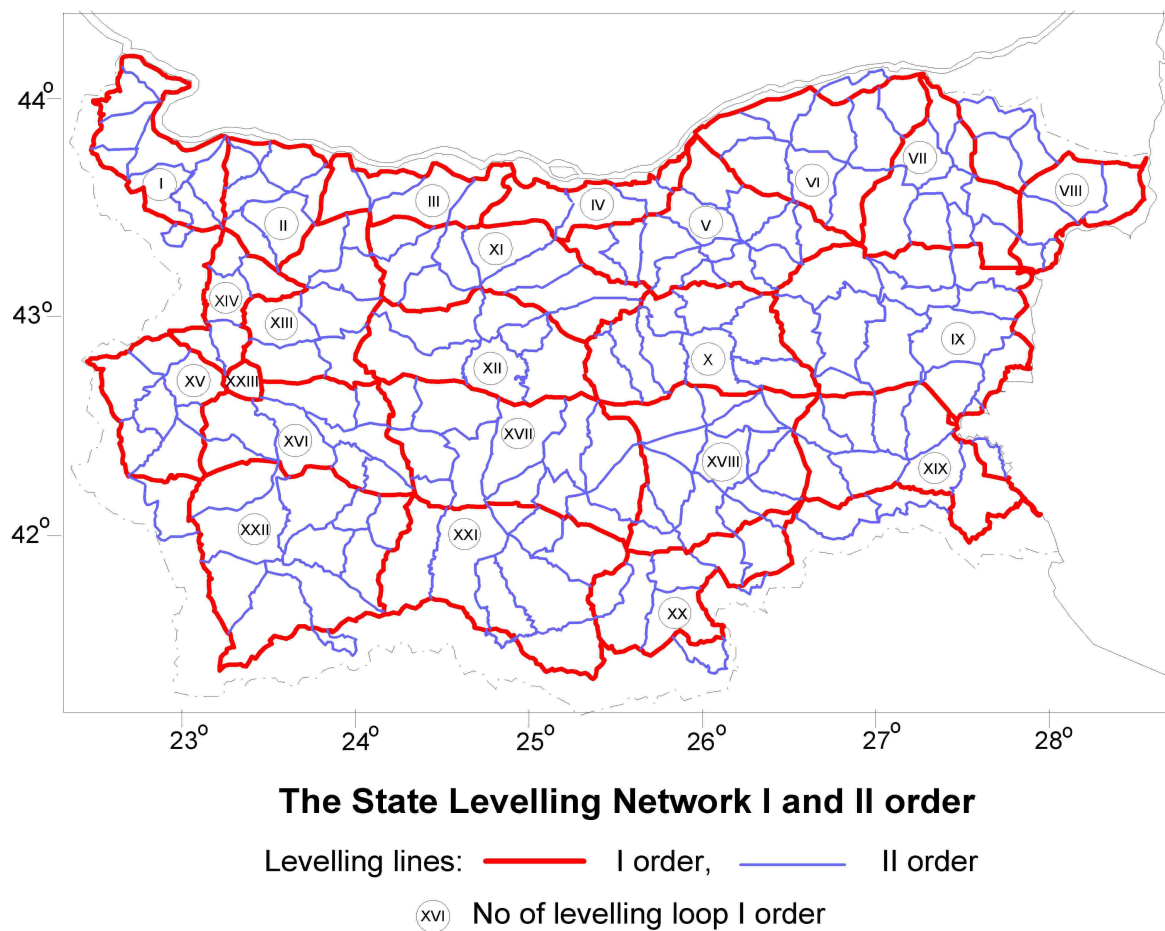 44°
VII
I
VI
VIII
III
IV
II
V
XI
XIV
43°
XIII
IX
X
XII
XV
XXIII
XVII
XVI
XVIII
XIX
42°
XXII
XXI
XX
23°
24°
25°
26°
27°
28°
The State Levelling Network I and II order
Levelling lines: I order, II order
XVI No of levelling loop I order